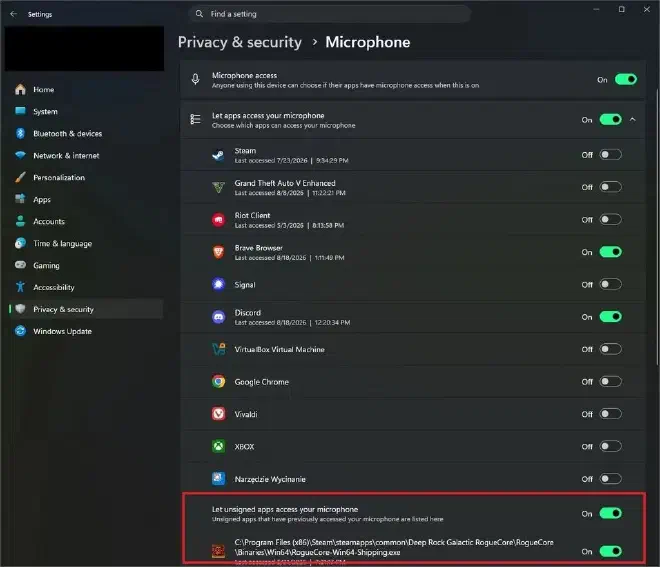 Settings
Find a setting
Privacy & security > Microphone
Home
System
Bluetooth & devices
Network & internet
Personalization
Apps
Accounts
Time & language
Gaming
Accessibility
Privacy & security
Windows Update
Microphone access
Anyone using this device can choose if their apps have microphone access when this is on
On
Let apps access your microphone
Choose which apps can access your microphone
On
Steam
Last accessed 7/23/2026 | 9:34:29 PM
Off
Grand Theft Auto V Enhanced
Last accessed 8/8/2026 | 11:22:21 PM
Off
Riot Client
Last accessed 5/3/2026 | 8:13:58 PM
Off
Brave Browser
Last accessed 8/18/2026 | 1:11:49 PM
On
Signal
Off
Discord
Last accessed 8/18/2026 | 12:20:34 PM
On
VirtualBox Virtual Machine
Off
Google Chrome
Off
Vivaldi
Off
XBOX
Off
Narzędzie Wycinanie
Off
Let unsigned apps access your microphone
Unsigned apps that have previously accessed your microphone are listed here
On
C:\Program Files (x86)\Steam\steamapps\common\Deep Rock Galactic RogueCore\RogueCore
\Binaries\Win64\RogueCore-Win64-Shipping.exe
On